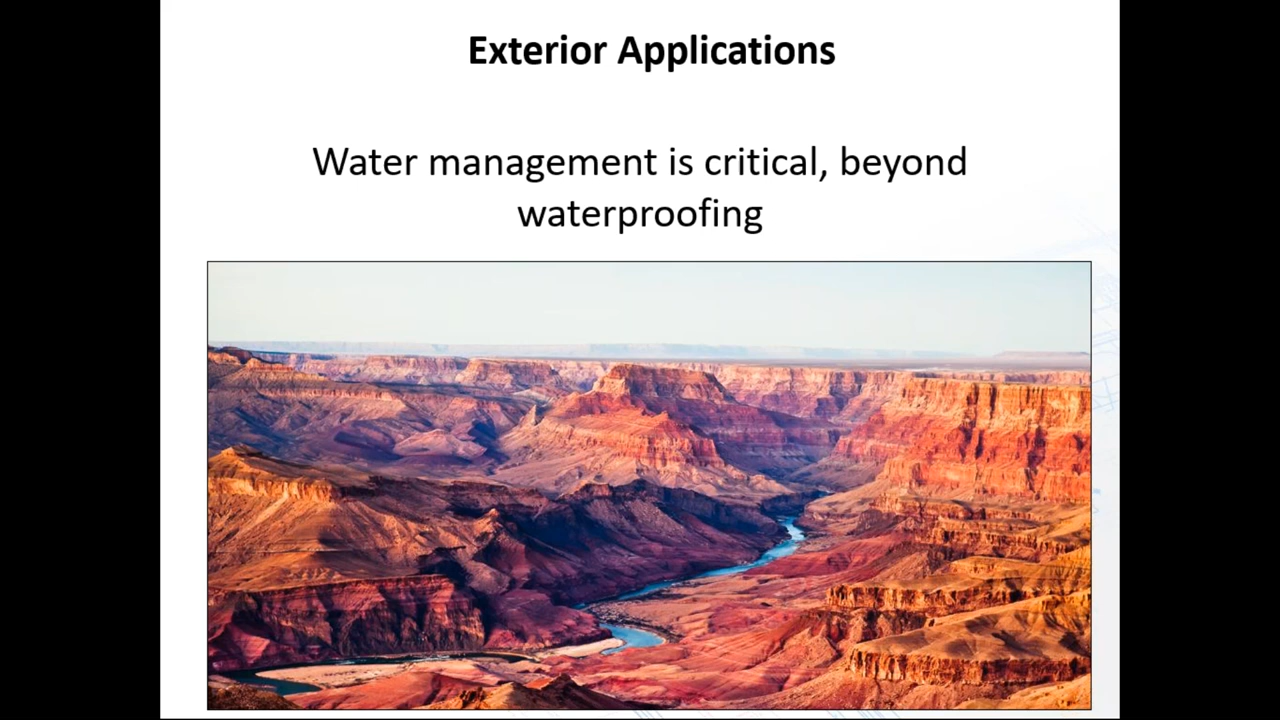 Exterior Applications
Water management is critical, beyond
waterproofing